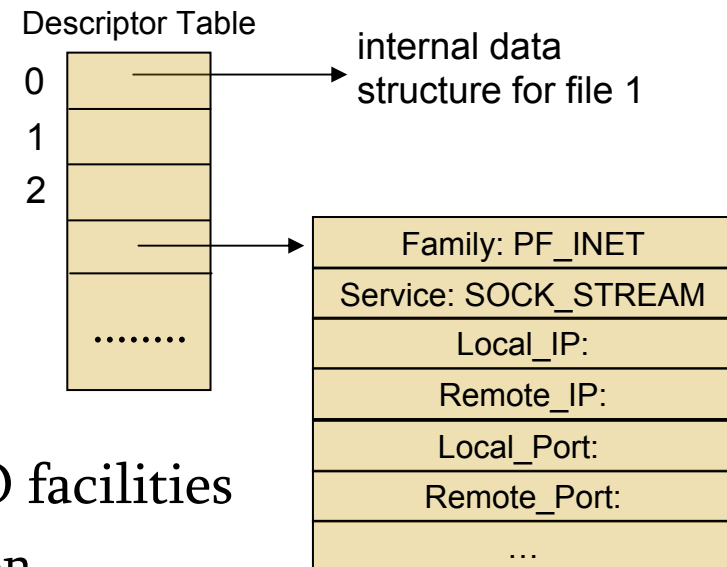 Descriptor Table
0
1
2
........
internal data
structure for file 1
Family: PF_INET
Service: SOCK_STREAM
Local_IP:
Remote_IP:
Local_Port:
Remote_Port:
…
facilities